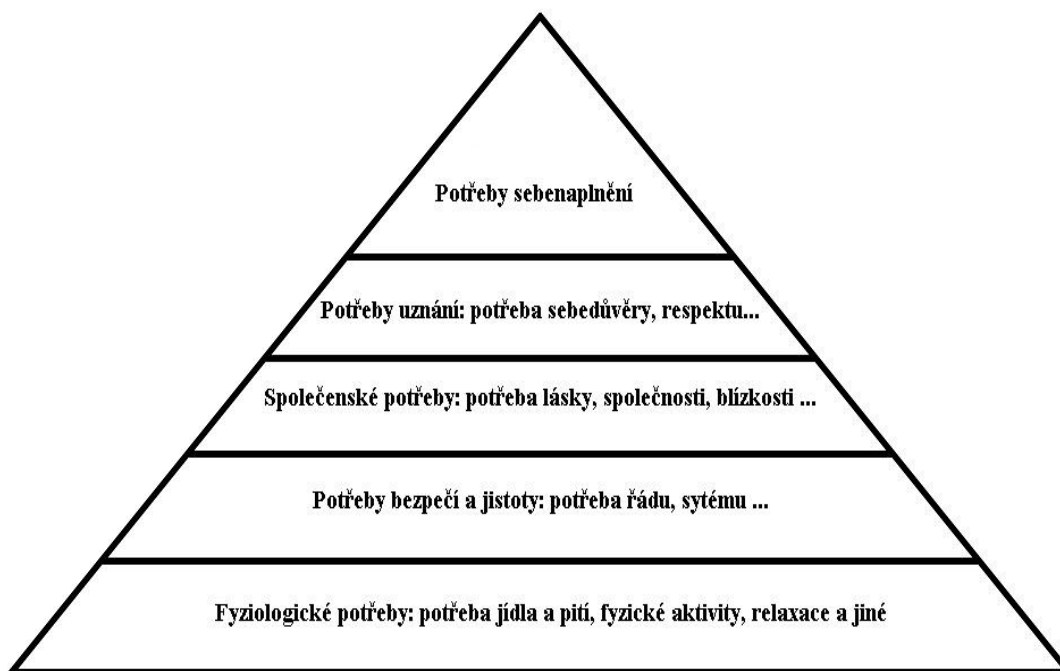 Potřeby sebenaplnění
Potřeby uznání: potřeba sebedůvěry, respektu...
Společenské potřeby: potřeba lásky, společnosti, blízkosti ...
Potřeby bezpečí a jistoty: potřeba řádu, sytému ...
Fyziologické potřeby: potřeba jídla a pití, fyzické aktivity, relaxace a jiné